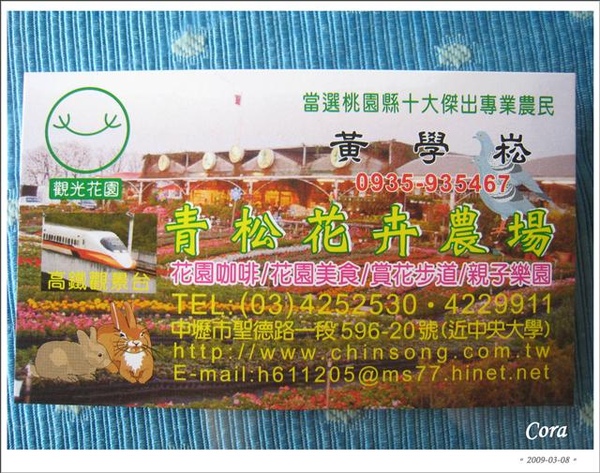 當選桃園縣十大傑出專業農民
黃學崧
0935-935467
觀光花園
青松花卉農場
高鐵觀景台
花園咖啡/花園美食/賞花步道/親子樂園
TEL:(03)4252530·4229911
中壢市聖德路一段596-20號(近中央大學)
http://www.chinsong.com.tw
E-mail:h611205@ms77.hinet.net
Cora
2009-03-08